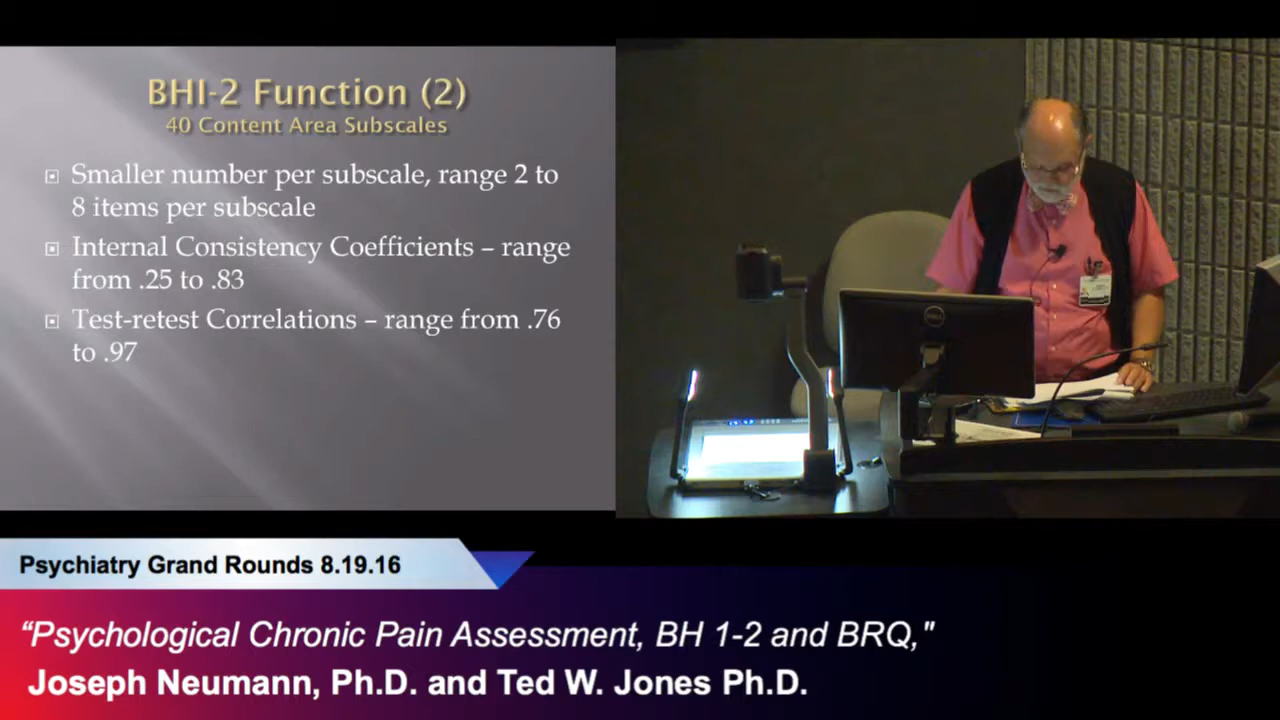 BHI-2 Function (2)
40 Content Area Subscales
Smaller number per subscale, range 2 to
8 items per subscale
Internal Consistency Coefficients – range
from .25 to .83
Test-retest Correlations – range from .76
to .97
DELL
Psychiatry Grand Rounds 8.19.16
“Psychological Chronic Pain Assessment, BH 1-2 and BRQ,"
Joseph Neumann, Ph.D. and Ted W. Jones Ph.D.